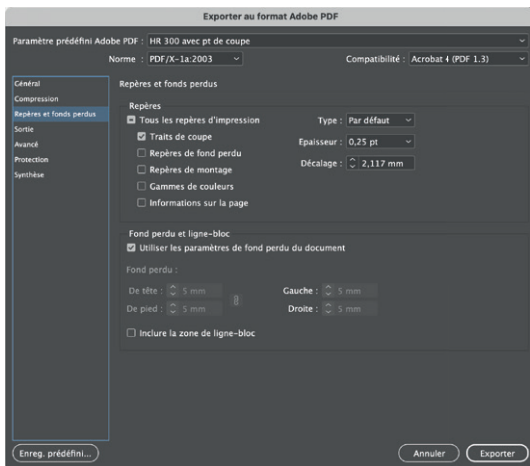 Exporter au format Adobe PDF
Paramètre prédéfini Adobe PDF : HR 300 avec pt de coupe
Norme : PDF/X-1a:2003 Compatibilité : Acrobat 4 (PDF 1.3)
Général
Compression
Repères et fonds perdus
Sortie
Avancé
Protection
Synthèse
Repères et fonds perdus
Repères
Tous les repères d'impression
Traits de coupe
Repères de fond perdu
Repères de montage
Gammes de couleurs
Informations sur la page
Type : Par défaut
Epaisseur : 0,25 pt
Décalage : 2,117 mm
Fond perdu et ligne-bloc
Utiliser les paramètres de fond perdu du document
Fond perdu :
De tête : 5 mm Gauche : 5 mm
De pied : 5 mm Droite : 5 mm
Inclure la zone de ligne-bloc
Enreg. prédéfini... Annuler Exporter